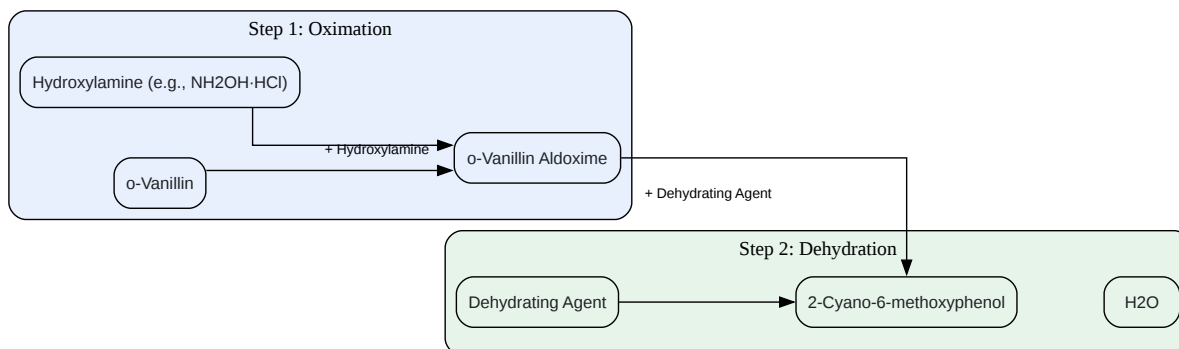 Step 1: Oximation
Hydroxylamine (e.g., NH2OH·HCl)
+ Hydroxylamine
o-Vanillin Aldoxime
o-Vanillin
+ Dehydrating Agent
Step 2: Dehydration
Dehydrating Agent
2-Cyano-6-methoxyphenol
H2O